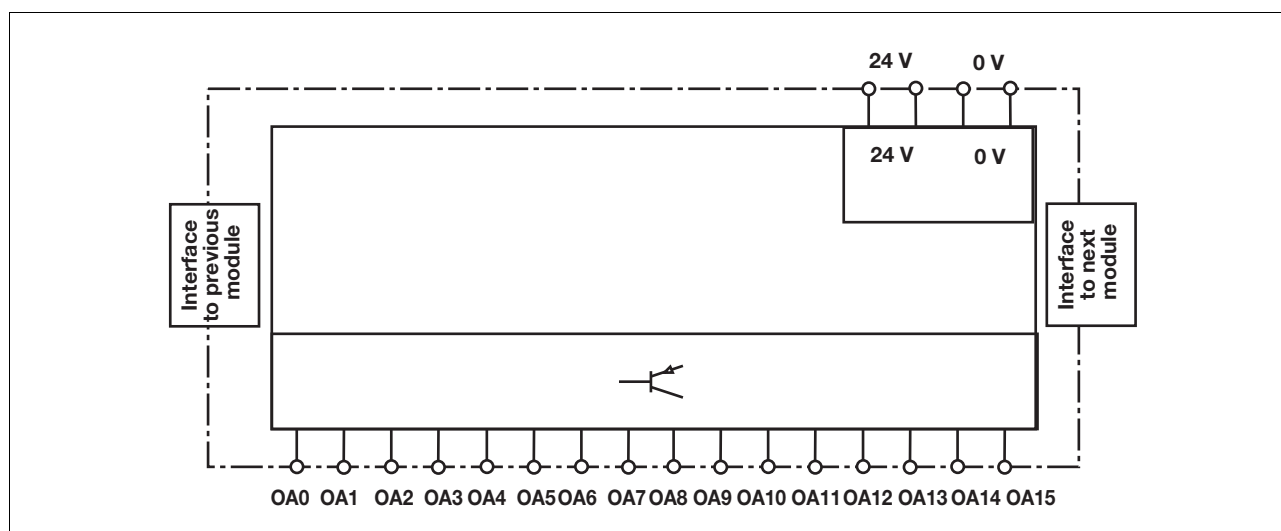 24 V 0 V
24 V 0 V
Interface
to previous
module
Interface
to next
module
OA0 OA1 OA2 OA3 OA4 OA5 OA6 OA7 OA8 OA9 OA10 OA11 OA12 OA13 OA14 OA15